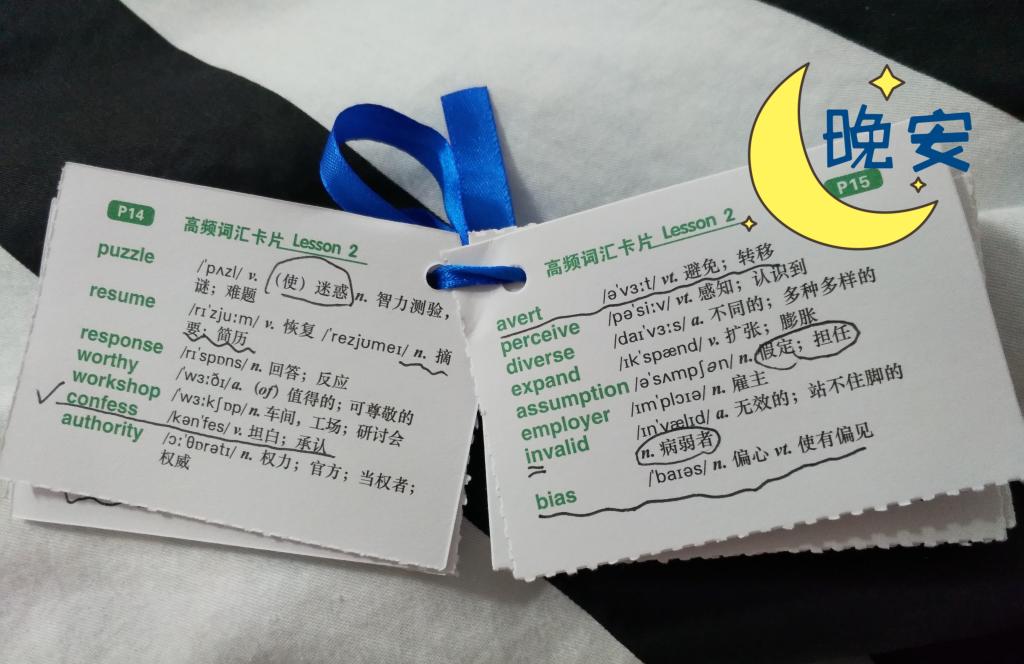 晚安
P14
高频词汇卡片 Lesson 2
puzzle /ˈpʌzl/ v. （使）迷惑 n. 智力测验，
谜；难题
resume /rɪˈzjuːm/ v. 恢复 /ˈrezjumeɪ/ n. 摘
要；简历
response /rɪˈspɒns/ n. 回答；反应
worthy /ˈwɜːðɪ/ a. (of) 值得的；可尊敬的
workshop /ˈwɜːkʃɒp/ n. 车间，工场；研讨会
confess /kənˈfes/ v. 坦白；承认
authority /ɔːˈθɒrətɪ/ n. 权力；官方；当权者；
权威
P15
高频词汇卡片 Lesson 2
avert /əˈvɜːt/ vt. 避免；转移
perceive /pəˈsiːv/ vt. 感知；认识到
diverse /daɪˈvɜːs/ a. 不同的；多种多样的
expand /ɪkˈspænd/ v. 扩张；膨胀
assumption /əˈsʌmpʃən/ n. 假定；担任
employer /ɪmˈplɔɪə/ n. 雇主
invalid /ɪnˈvælɪd/ a. 无效的；站不住脚的
n. 病弱者
bias /ˈbaɪəs/ n. 偏心 vt. 使有偏见